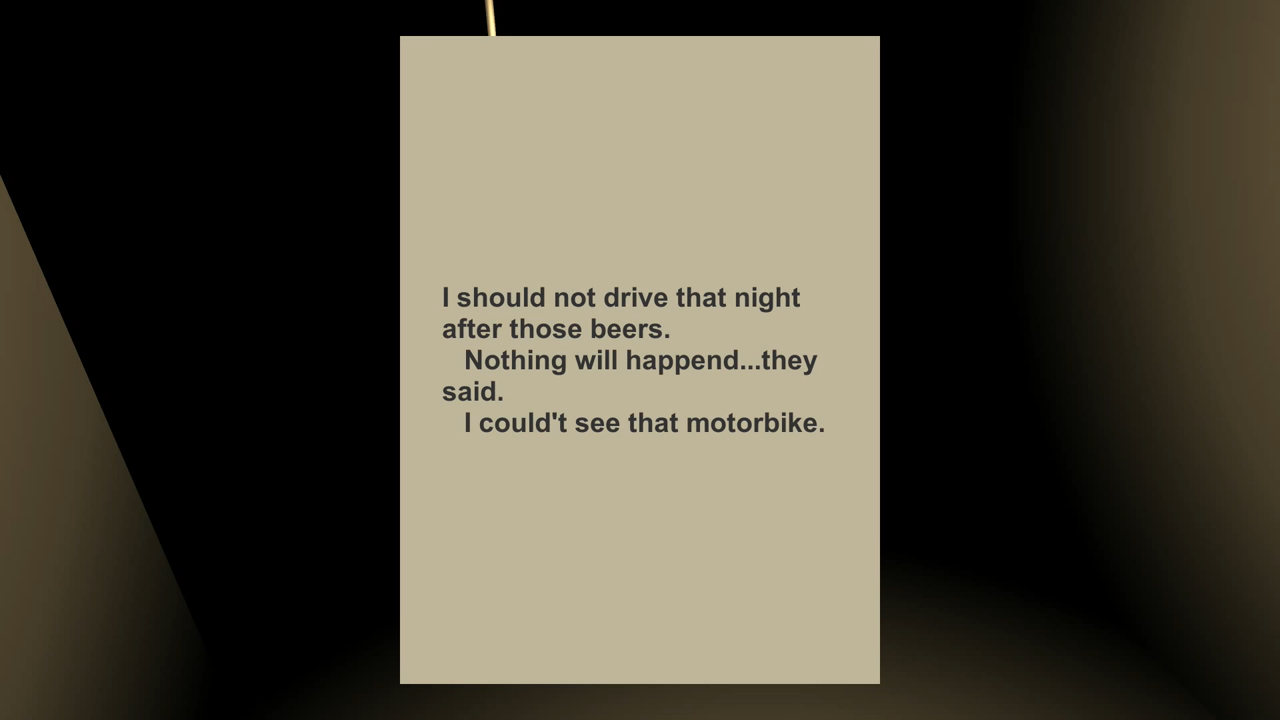 I should not drive that night
after those beers.
Nothing will happend...they
said.
I could't see that motorbike.